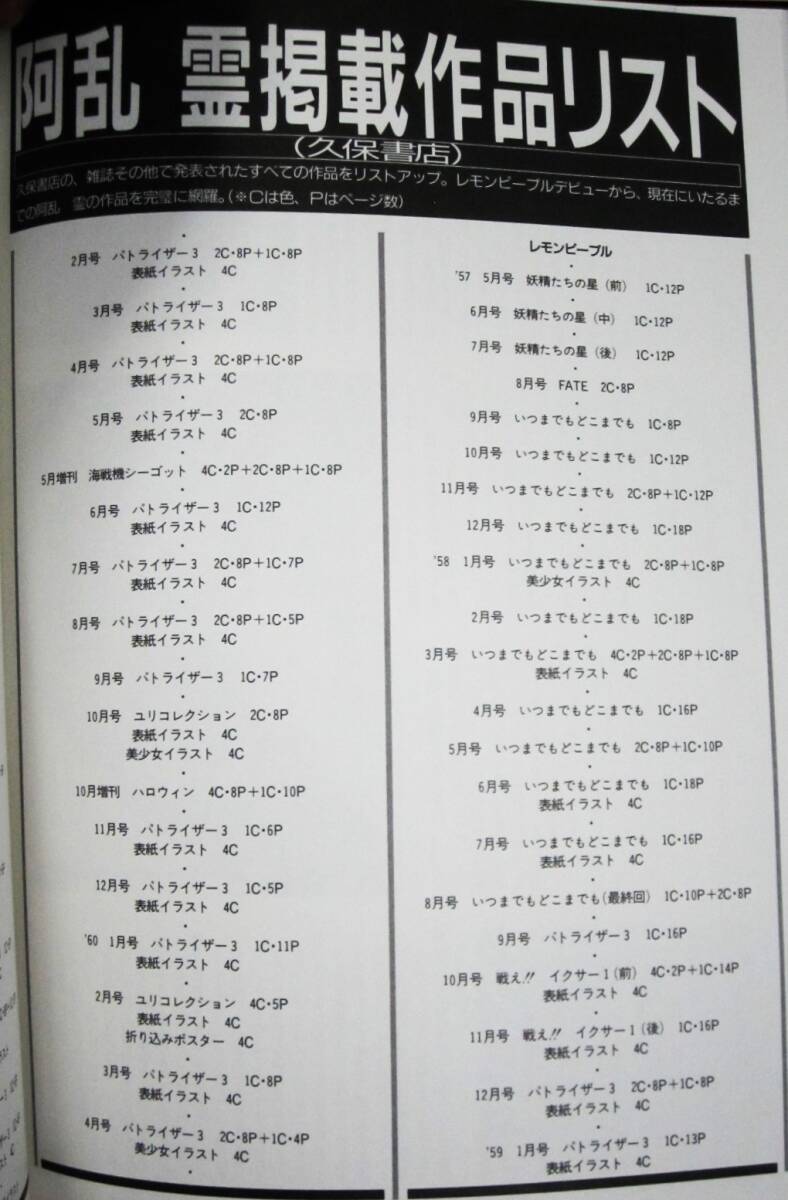 阿乱 霊掲載作品リスト
(久保書店)
久保書店の、雑誌その他で発表されたすべての作品をリストアップ。レモンピープルデビューから、現在にいたるま
での阿乱 霊の作品を完璧に網羅。(※Cは色、Pはページ数)
レモンピープル
'57 5月号 妖精たちの星(前) 1C・12P
6月号 妖精たちの星(中) 1C・12P
7月号 妖精たちの星(後) 1C・12P
8月号 FATE 2C・8P
9月号 いつまでもどこまでも 1C・8P
10月号 いつまでもどこまでも 1C・12P
11月号 いつまでもどこまでも 2C・8P+1C・12P
12月号 いつまでもどこまでも 1C・18P
'58 1月号 いつまでもどこまでも 2C・8P+1C・8P
美少女イラスト 4C
2月号 いつまでもどこまでも 1C・18P
3月号 いつまでもどこまでも 4C・2P+2C・8P+1C・8P
表紙イラスト 4C
4月号 いつまでもどこまでも 1C・16P
5月号 いつまでもどこまでも 2C・8P+1C・10P
6月号 いつまでもどこまでも 1C・18P
表紙イラスト 4C
7月号 いつまでもどこまでも 1C・16P
表紙イラスト 4C
8月号 いつまでもどこまでも(最終回) 1C・10P+2C・8P
9月号 バトライザー3 1C・16P
10月号 戦え!! イクサー1(前) 4C・2P+1C・14P
表紙イラスト 4C
11月号 戦え!! イクサー1(後) 1C・16P
表紙イラスト 4C
12月号 バトライザー3 2C・8P+1C・8P
表紙イラスト 4C
'59 1月号 バトライザー3 1C・13P
表紙イラスト 4C
2月号 バトライザー3 2C・8P+1C・8P
表紙イラスト 4C
3月号 バトライザー3 1C・8P
表紙イラスト 4C
4月号 バトライザー3 2C・8P+1C・8P
表紙イラスト 4C
5月号 バトライザー3 2C・8P
表紙イラスト 4C
5月増刊 海戦機シーゴット 4C・2P+2C・8P+1C・8P
6月号 バトライザー3 1C・12P
表紙イラスト 4C
7月号 バトライザー3 2C・8P+1C・7P
表紙イラスト 4C
8月号 バトライザー3 2C・8P+1C・5P
表紙イラスト 4C
9月号 バトライザー3 1C・7P
10月号 ユリコレクション 2C・8P
表紙イラスト 4C
美少女イラスト 4C
10月増刊 ハロウィン 4C・8P+1C・10P
11月号 バトライザー3 1C・6P
表紙イラスト 4C
12月号 バトライザー3 1C・5P
表紙イラスト 4C
'60 1月号 バトライザー3 1C・11P
表紙イラスト 4C
2月号 ユリコレクション 4C・5P
表紙イラスト 4C
折り込みポスター 4C
3月号 バトライザー3 1C・8P
表紙イラスト 4C
4月号 バトライザー3 2C・8P+1C・4P
美少女イラスト 4C